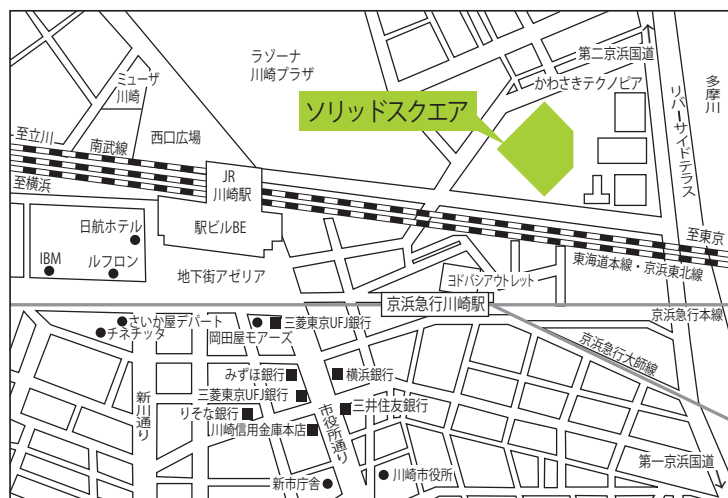 ラゾーナ
川崎プラザ
第二京浜国道
ミューザ
川崎
かわさきテクノピア
多摩川
リバーサイドテラス
ソリッドスクエア
至立川
南武線
西口広場
至横浜
JR
川崎駅
駅ビルBE
日航ホテル
IBM
ルフロン
地下街アゼリア
至東京
東海道本線・京浜東北線
ヨドバシアウトレット
京浜急行川崎駅
京浜急行本線
さいか屋デパート
チネチッタ
岡田屋モアーズ
三菱東京UFJ銀行
京浜急行大師線
みずほ銀行
横浜銀行
三菱東京UFJ銀行
りそな銀行
三井住友銀行
川崎信用金庫本店
新川通り
市役所通り
新市庁舎
川崎市役所
第一京浜国道